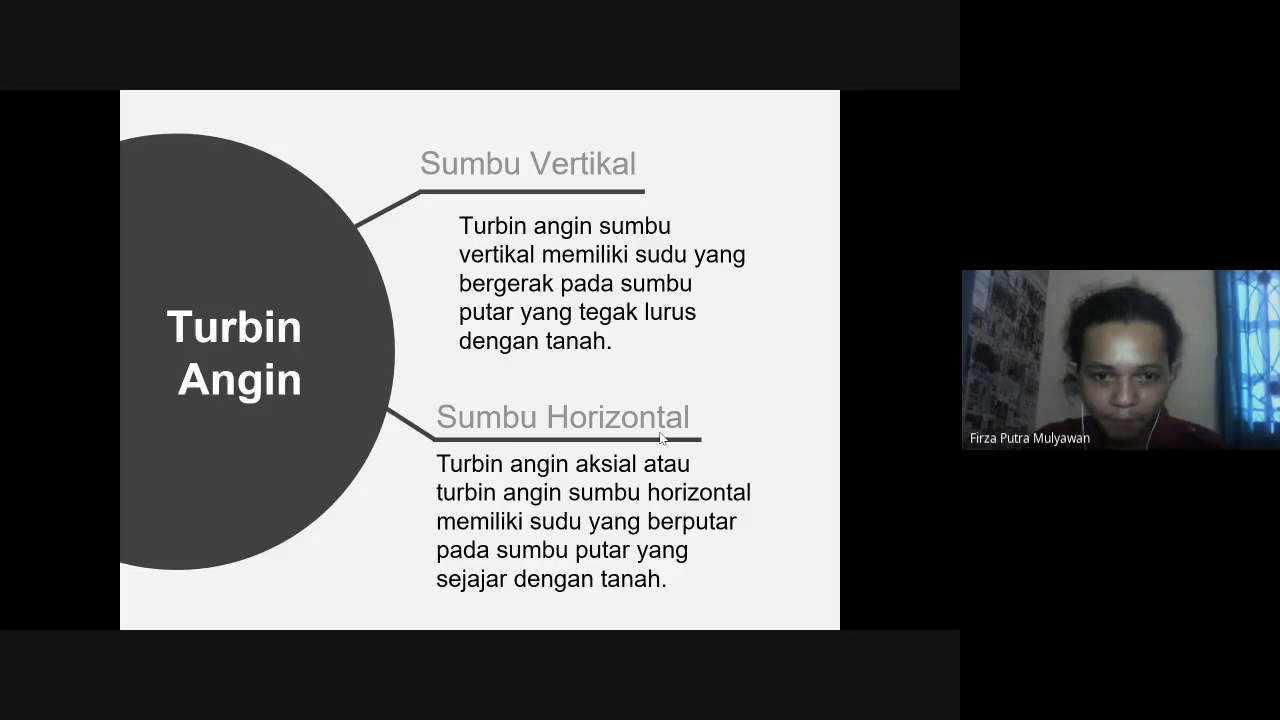 Turbin
Angin
Sumbu Vertikal
Turbin angin sumbu
vertikal memiliki sudu yang
bergerak pada sumbu
putar yang tegak lurus
dengan tanah.
Sumbu Horizontal
Turbin angin aksial atau
turbin angin sumbu horizontal
memiliki sudu yang berputar
pada sumbu putar yang
sejajar dengan tanah.
Firza Putra Mulyawan